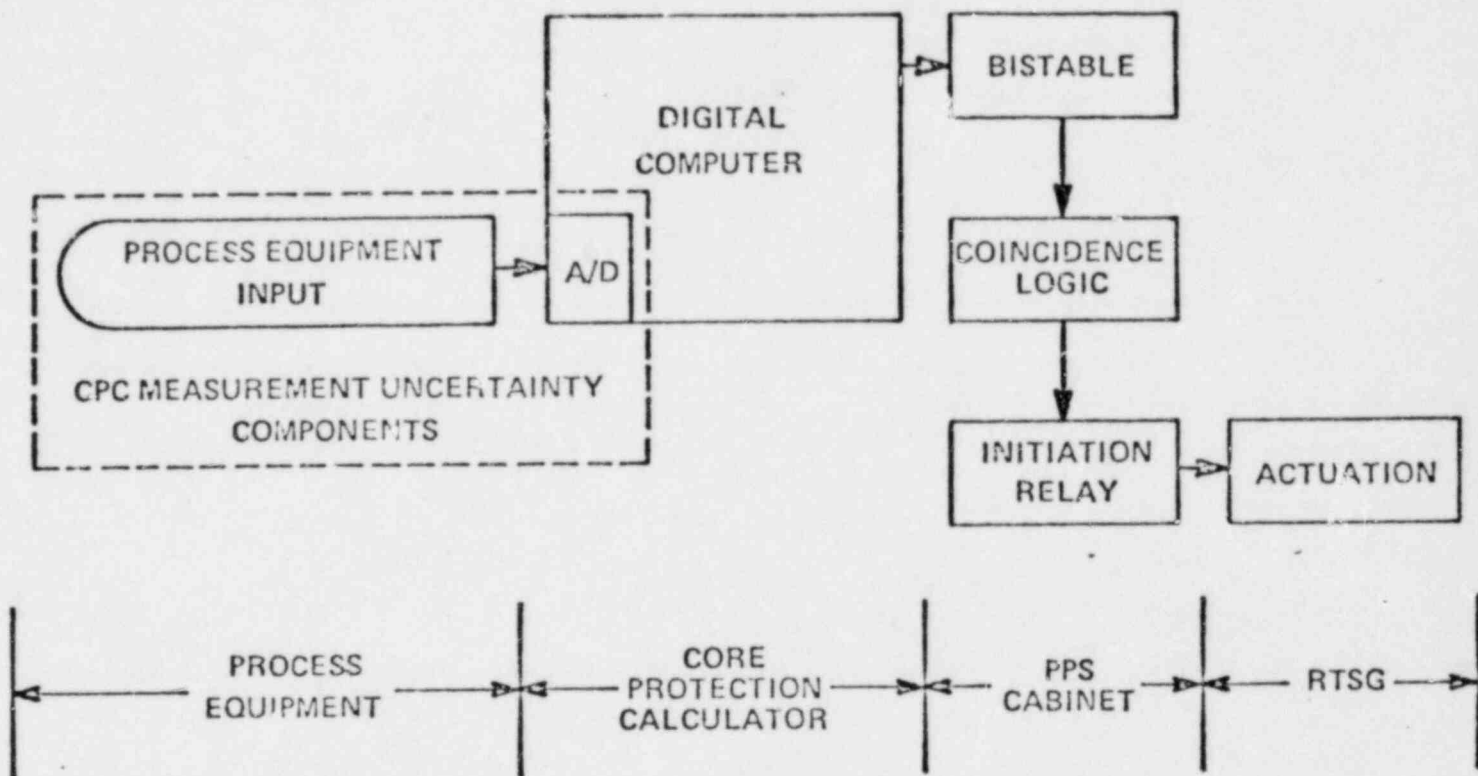 BISTABLE
DIGITAL
COMPUTER
PROCESS EQUIPMENT
INPUT
A/D
COINCIDENCE
LOGIC
CPC MEASUREMENT UNCERTAINTY
COMPONENTS
INITIATION
RELAY
ACTUATION
PROCESS
EQUIPMENT
CORE
PROTECTION
CALCULATOR
PPS
CABINET
RTSG